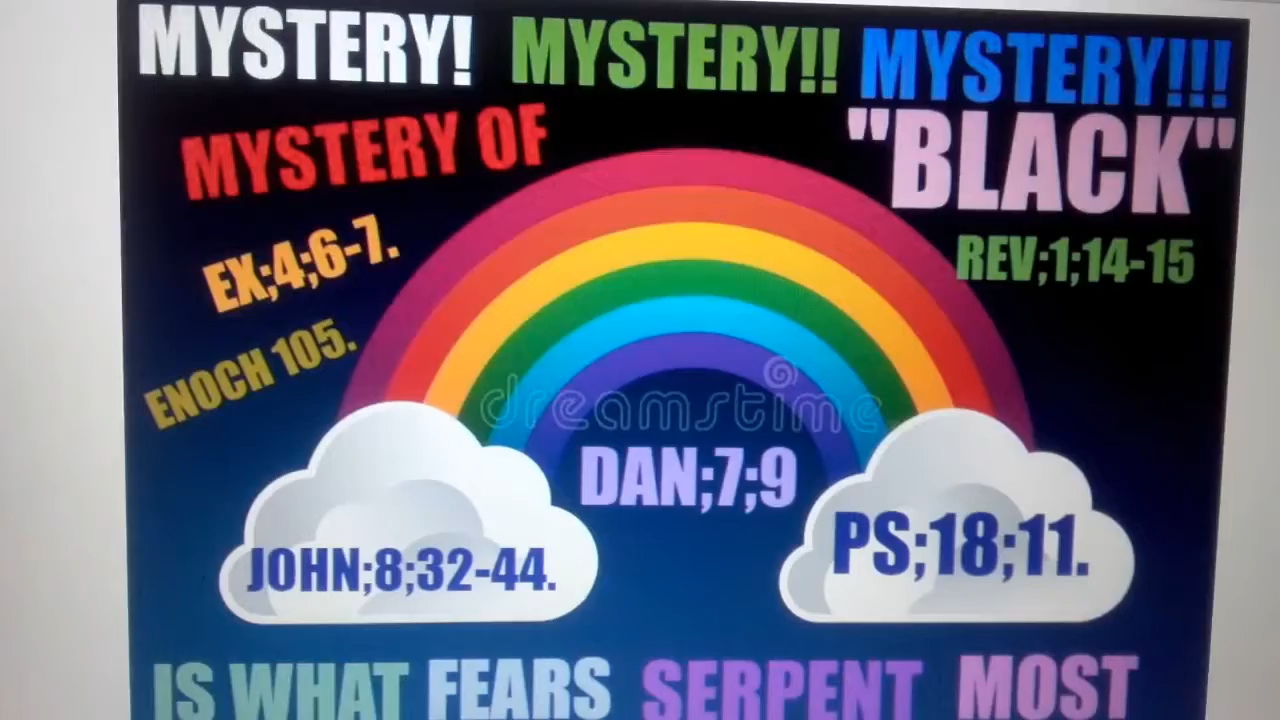 MYSTERY! MYSTERY!! MYSTERY!!!
MYSTERY OF "BLACK"
EX;4;6-7. REV;1;14-15
ENOCH 105.
dreamstime
DAN;7;9
JOHN;8;32-44. PS;18;11.
IS WHAT FEARS SERPENT MOST